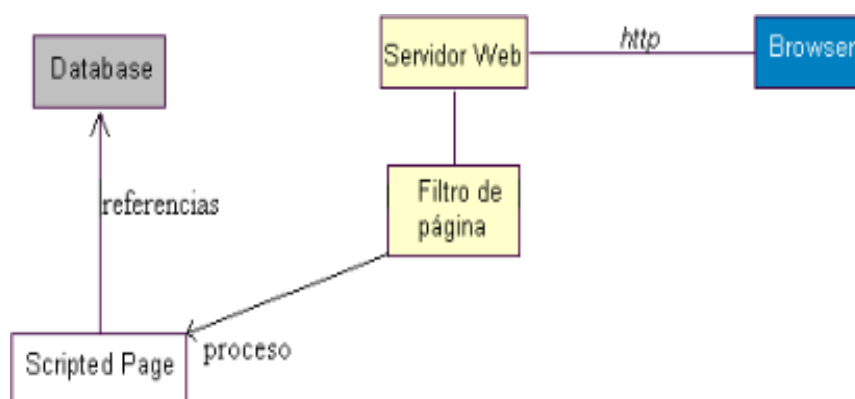 Database
Servidor Web
http
Browser
referencias
Filtro de
página
proceso
Scripted Page